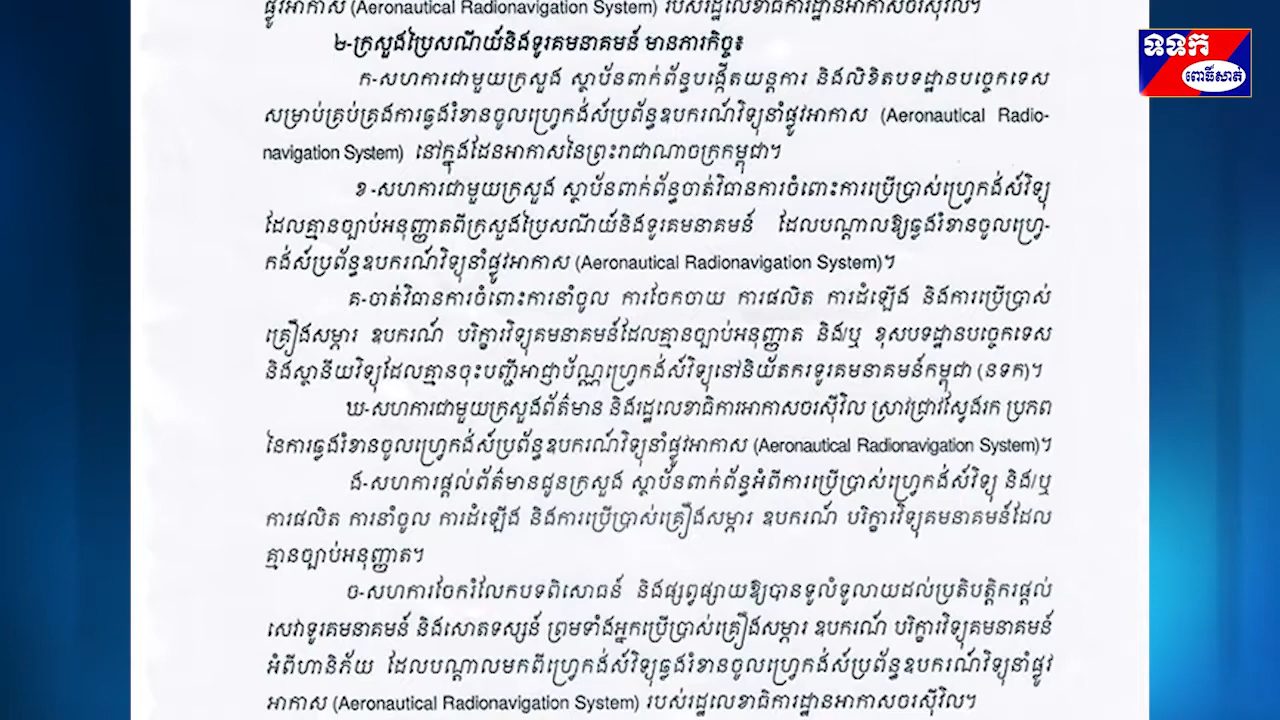 ផ្លូវអាកាស (Aeronautical Radionavigation System) របស់រដ្ឋលេខាធិការដ្ឋានអាកាសចរស៊ីវិល។
២-ក្រសួងប្រៃសណីយ៍និងទូរគមនាគមន៍ មានភារកិច្ច៖
ក-សហការជាមួយក្រសួង ស្ថាប័នពាក់ព័ន្ធបង្កើតយន្តការ និងលិខិតបទដ្ឋានបច្ចេកទេស
សម្រាប់គ្រប់គ្រងការឆ្លងរំខានចូលហ្វ្រេកង់ស៍ប្រព័ន្ធឧបករណ៍វិទ្យុនាំផ្លូវអាកាស (Aeronautical Radio-
navigation System) នៅក្នុងដែនអាកាសនៃព្រះរាជាណាចក្រកម្ពុជា។
ខ-សហការជាមួយក្រសួង ស្ថាប័នពាក់ព័ន្ធចាត់វិធានការចំពោះការប្រើប្រាស់ហ្វ្រេកង់ស៍វិទ្យុ
ដែលគ្មានច្បាប់អនុញ្ញាតពីក្រសួងប្រៃសណីយ៍និងទូរគមនាគមន៍ ដែលបណ្តាលឱ្យឆ្លងរំខានចូលហ្វ្រេ-
កង់ស៍ប្រព័ន្ធឧបករណ៍វិទ្យុនាំផ្លូវអាកាស (Aeronautical Radionavigation System)។
គ-ចាត់វិធានការចំពោះការនាំចូល ការចែកចាយ ការផលិត ការដំឡើង និងការប្រើប្រាស់
គ្រឿងសម្ភារ ឧបករណ៍ បរិក្ខារវិទ្យុគមនាគមន៍ដែលគ្មានច្បាប់អនុញ្ញាត និង/ឬ ខុសបទដ្ឋានបច្ចេកទេស
និងស្ថានីយវិទ្យុដែលគ្មានចុះបញ្ជីអាជ្ញាប័ណ្ណហ្វ្រេកង់ស៍វិទ្យុនៅនិយ័តករទូរគមនាគមន៍កម្ពុជា (នទក)។
ឃ-សហការជាមួយក្រសួងព័ត៌មាន និងរដ្ឋលេខាធិការអាកាសចរស៊ីវិល ស្រាវជ្រាវស្វែងរក ប្រភព
នៃការឆ្លងរំខានចូលហ្វ្រេកង់ស៍ប្រព័ន្ធឧបករណ៍វិទ្យុនាំផ្លូវអាកាស (Aeronautical Radionavigation System)។
ង-សហការផ្តល់ព័ត៌មានជូនក្រសួង ស្ថាប័នពាក់ព័ន្ធអំពីការប្រើប្រាស់ហ្វ្រេកង់ស៍វិទ្យុ និង/ឬ
ការផលិត ការនាំចូល ការដំឡើង និងការប្រើប្រាស់គ្រឿងសម្ភារ ឧបករណ៍ បរិក្ខារវិទ្យុគមនាគមន៍ដែល
គ្មានច្បាប់អនុញ្ញាត។
ច-សហការចែករំលែកបទពិសោធន៍ និងផ្សព្វផ្សាយឱ្យបានទូលំទូលាយដល់ប្រតិបត្តិករផ្តល់
សេវាទូរគមនាគមន៍ និងសោតទស្សន៍ ព្រមទាំងអ្នកប្រើប្រាស់គ្រឿងសម្ភារ ឧបករណ៍ បរិក្ខារវិទ្យុគមនាគមន៍
អំពីហានិភ័យ ដែលបណ្តាលមកពីហ្វ្រេកង់ស៍វិទ្យុឆ្លងរំខានចូលហ្វ្រេកង់ស៍ប្រព័ន្ធឧបករណ៍វិទ្យុនាំផ្លូវ
អាកាស (Aeronautical Radionavigation System) របស់រដ្ឋលេខាធិការដ្ឋានអាកាសចរស៊ីវិល។
ទទក
ពោធិ៍សាត់